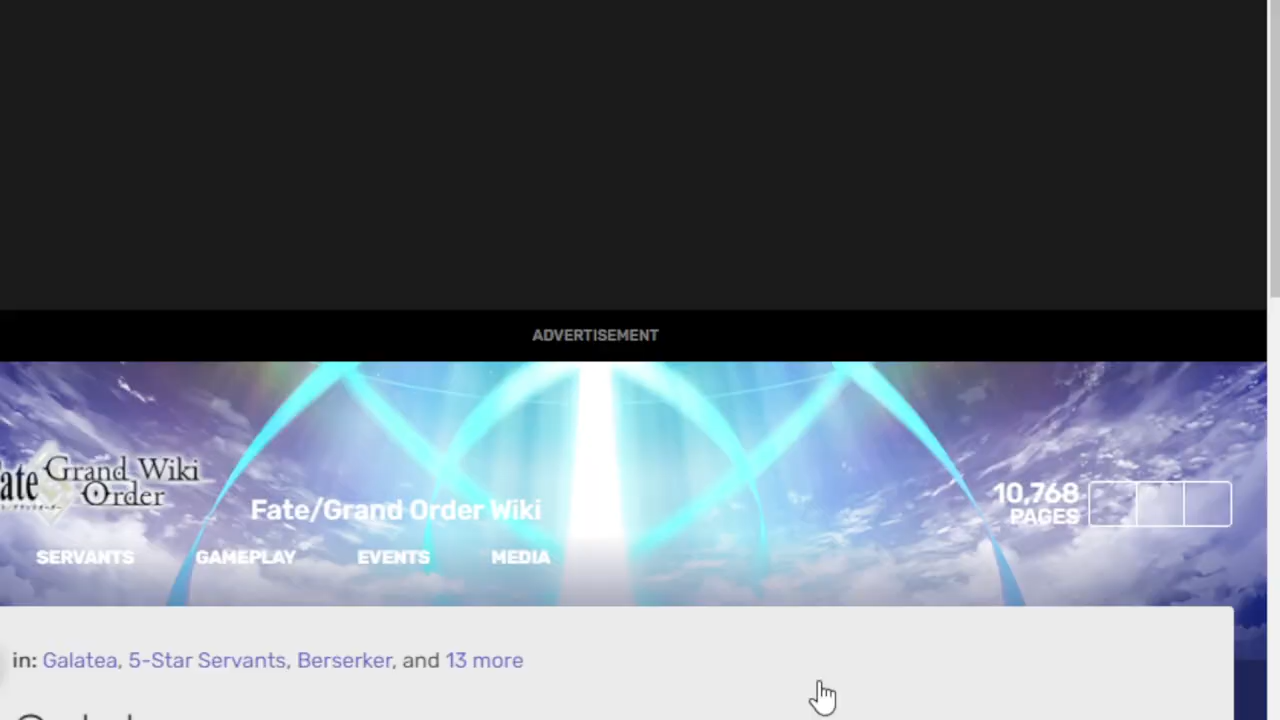 ADVERTISEMENT
ate Grand Wiki
Order
Fate/Grand Order Wiki
10,768
PAGES
SERVANTS GAMEPLAY EVENTS MEDIA
in: Galatea, 5-Star Servants, Berserker, and 13 more